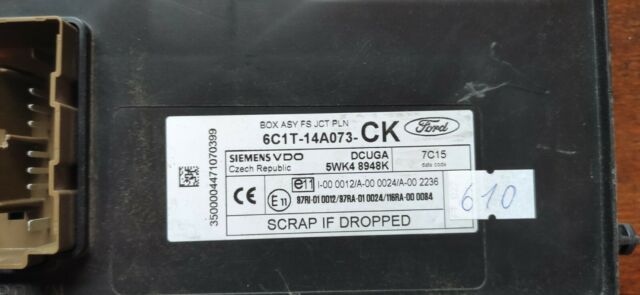 BOX ASY FS JCT PLN
6C1T-14A073-CK
Ford
SIEMENS VDO
Czech Republic
DCUGA
5WK4 8948K
7C15
date code
3500004471070399
CE
e11 I-00 0012/A-00 0024/A-00 2236
E11 97RI-01 0012/97RA-01 0024/116RA-00 0084
610
SCRAP IF DROPPED